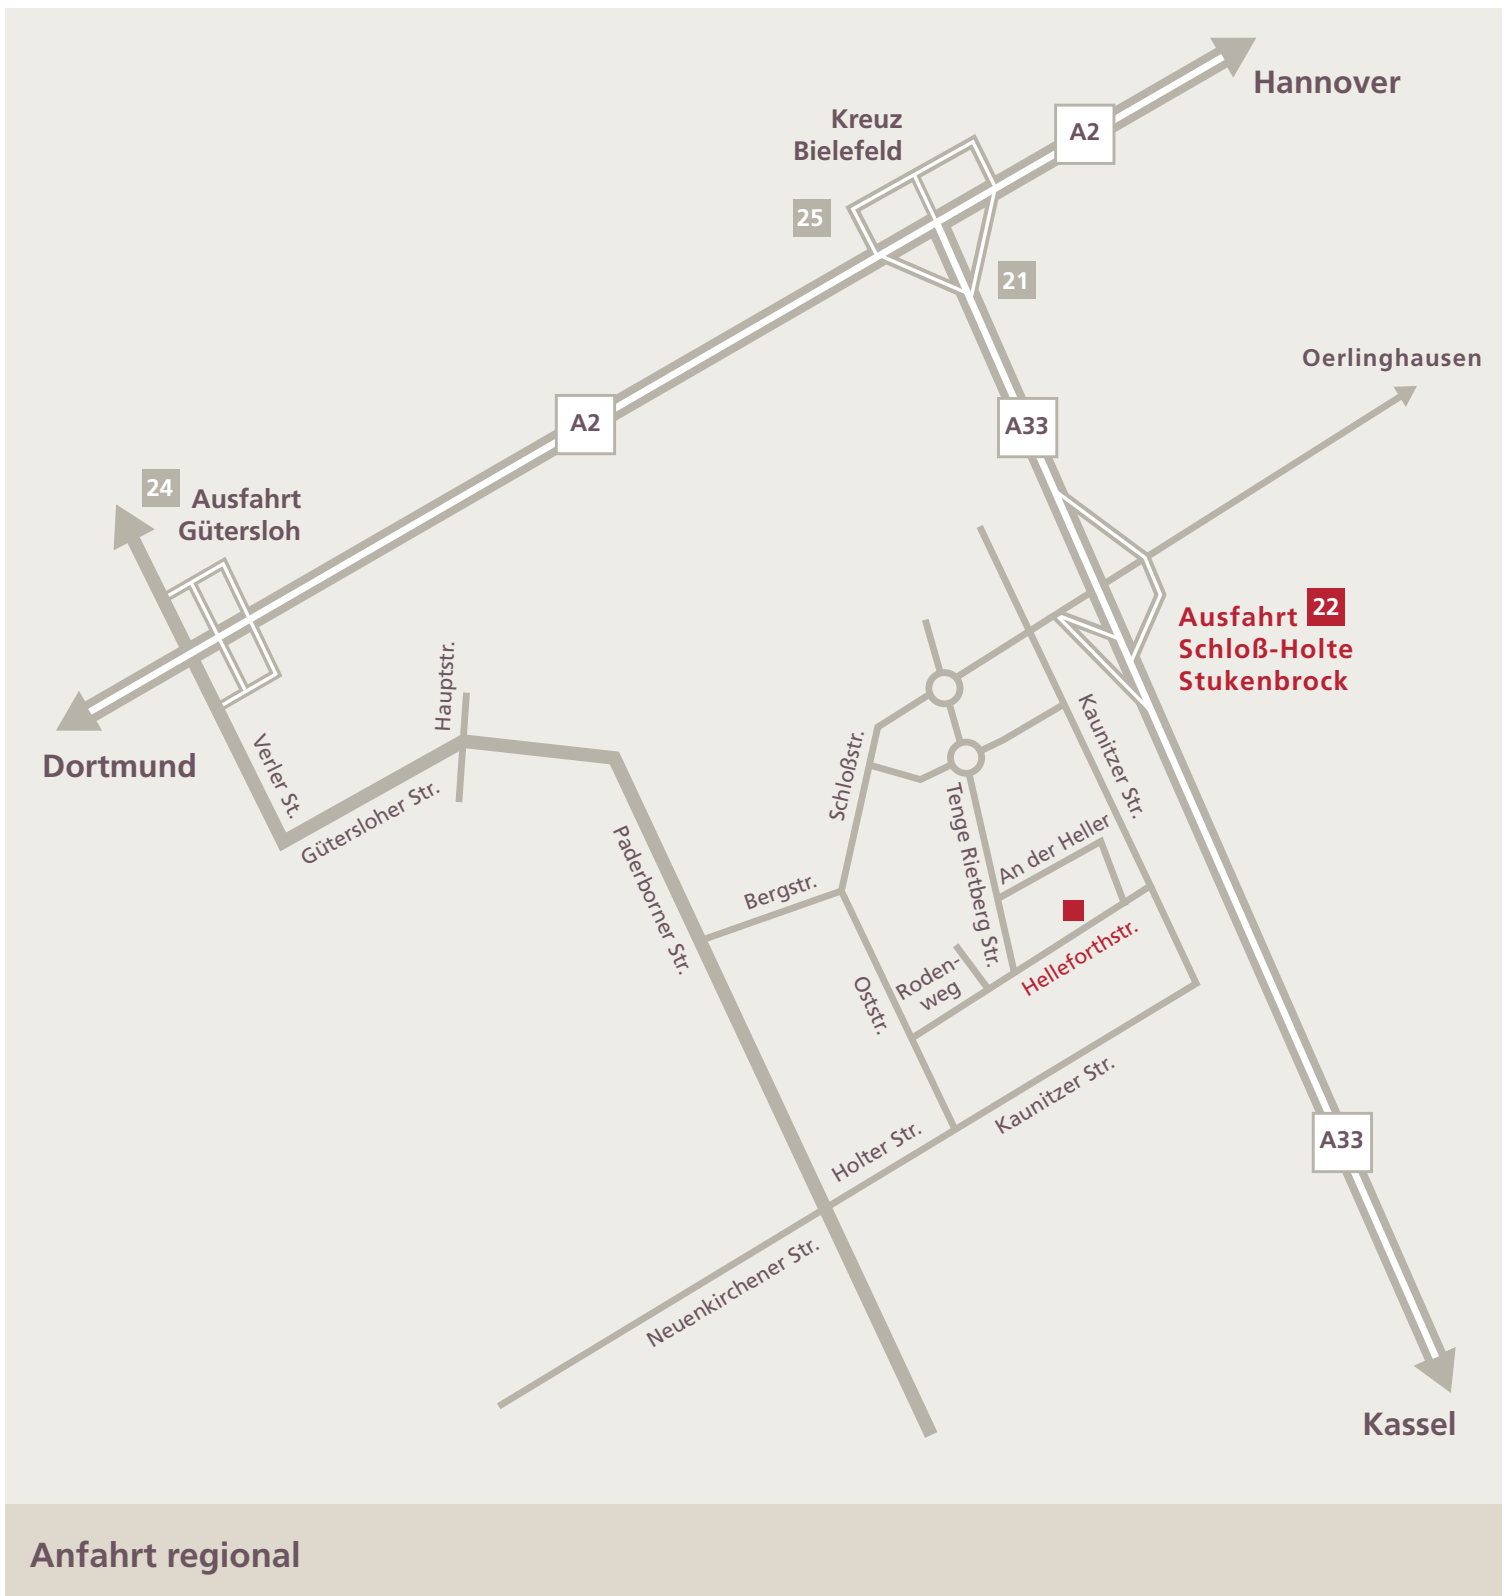 Hannover
Kreuz
Bielefeld
A2
25
21
Oerlinghausen
A2
A33
24
Ausfahrt
Gütersloh
Ausfahrt 22
Schloß-Holte
Stukenbrock
Hauptstr.
Dortmund
Verler St.
Gütersloher Str.
Schloßstr.
Kaunitzer Str.
Tenge Rietberg Str.
An der Heller
Paderborner Str.
Bergstr.
Helleforthstr.
Roden-
weg
Oststr.
Kaunitzer Str.
Holter Str.
A33
Neuenkirchener Str.
Kassel
Anfahrt regional